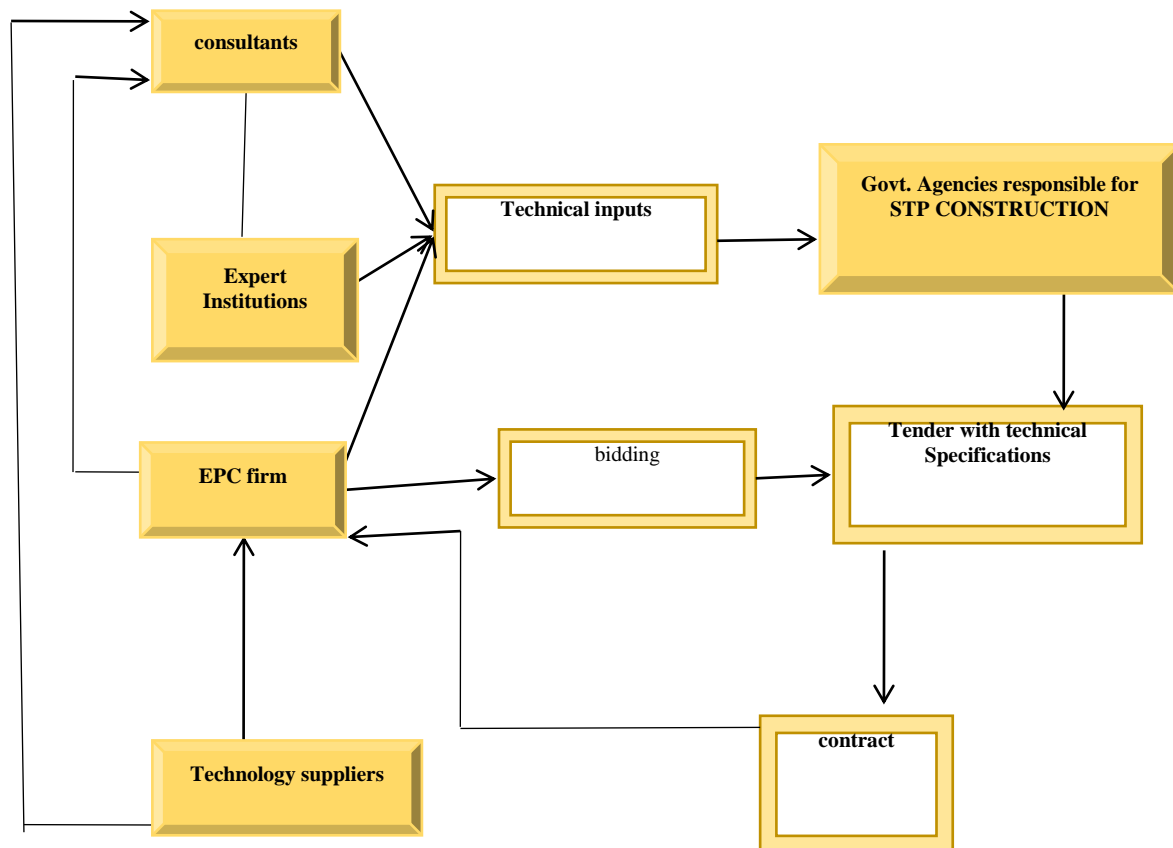 consultants
Technical inputs
Govt. Agencies responsible for
STP CONSTRUCTION
Expert
Institutions
EPC firm
bidding
Tender with technical
Specifications
Technology suppliers
contract